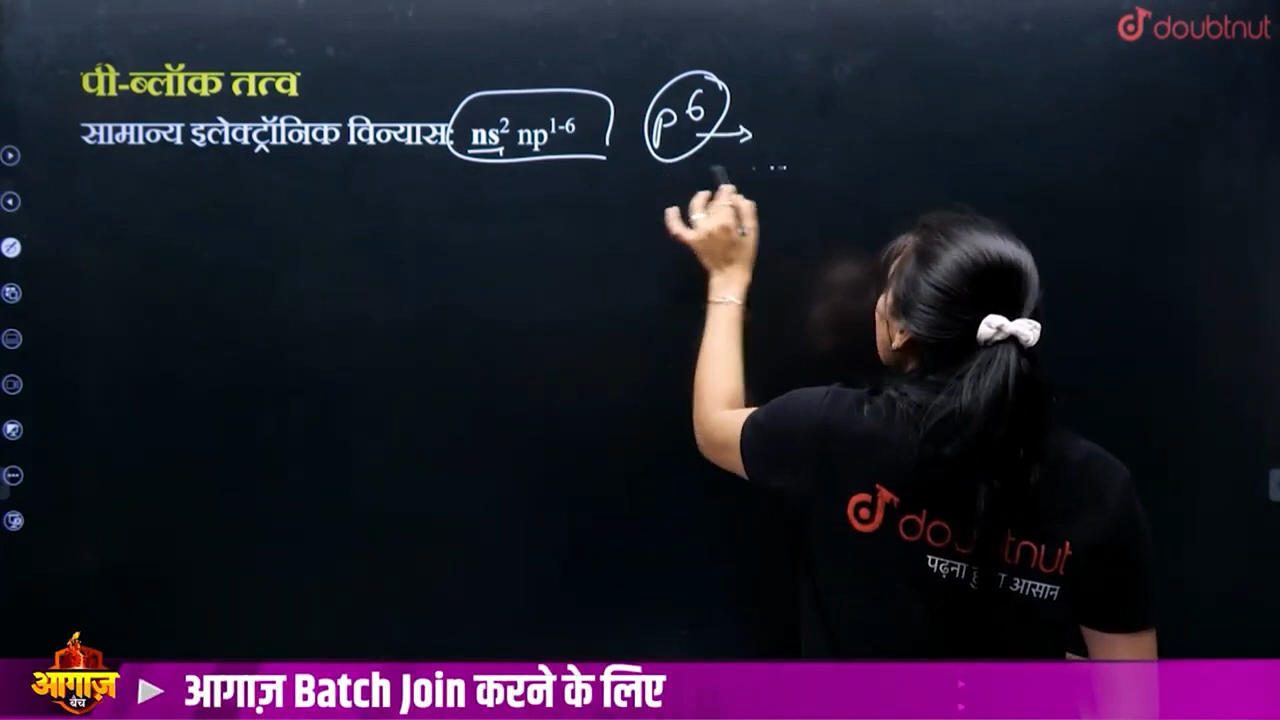 doubtnut
पी-ब्लॉक तत्व
सामान्य इलेक्ट्रॉनिक विन्यास: ns² np¹⁻⁶ p⁶ →
doubtnut
पढ़ना हुआ आसान
आगाज़
बैच
आगाज़ Batch Join करने के लिए